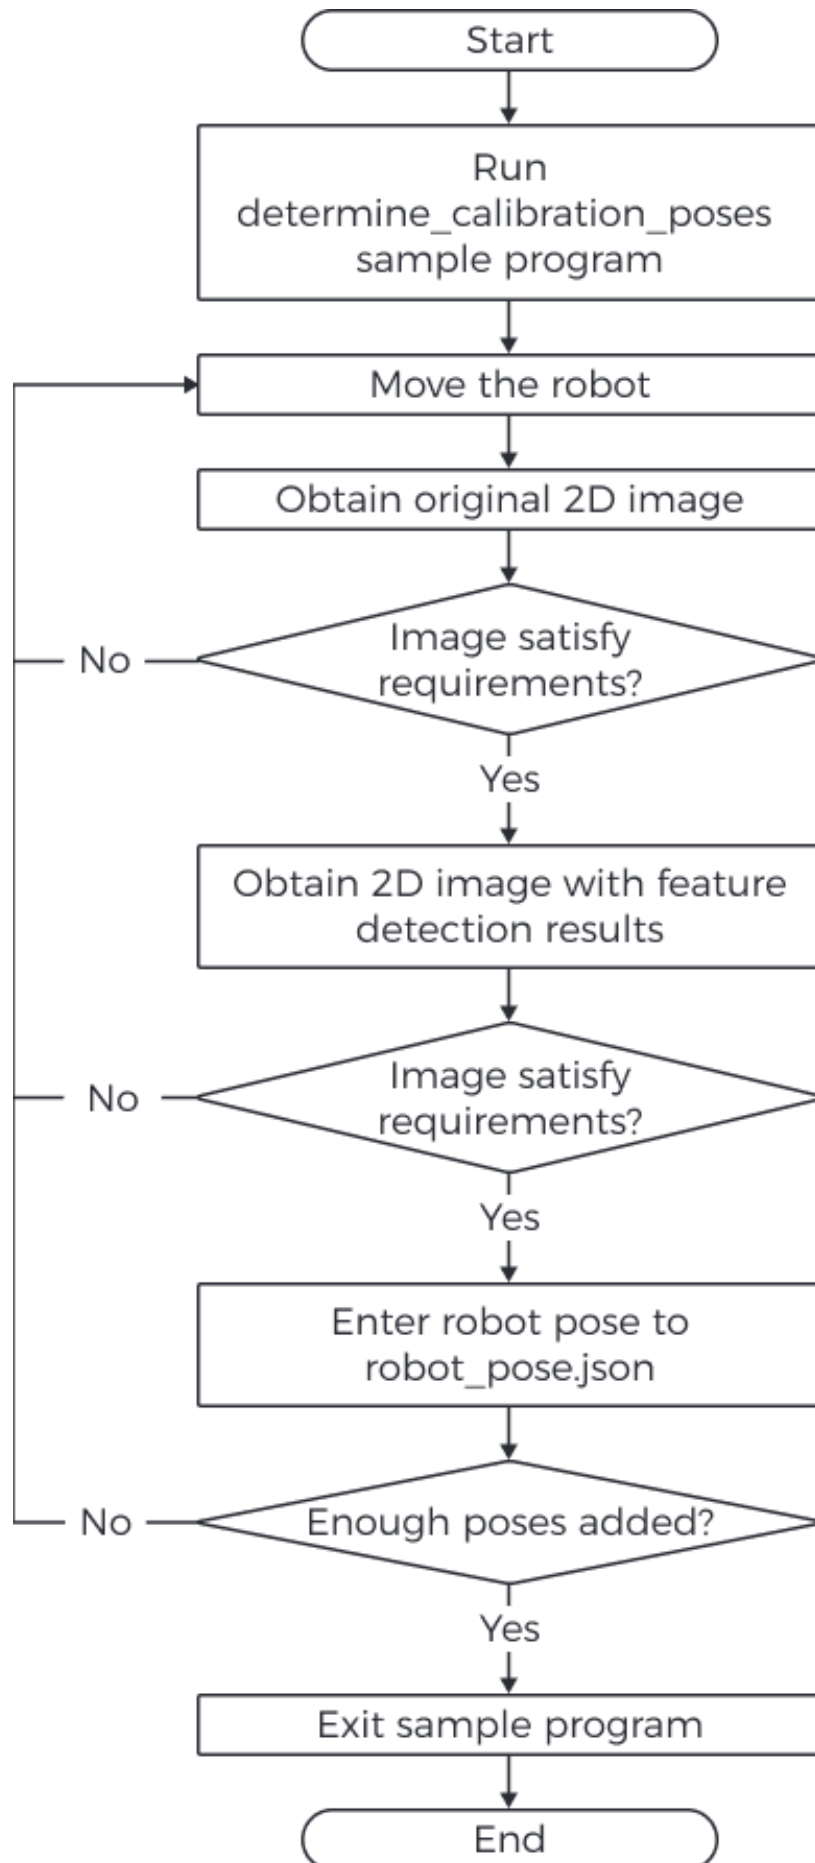 Start
Run
determine_calibration_poses
sample program
Move the robot
Obtain original 2D image
Image satisfy
requirements?
No
Yes
Obtain 2D image with feature
detection results
Image satisfy
requirements?
No
Yes
Enter robot pose to
robot_pose.json
Enough poses added?
No
Yes
Exit sample program
End